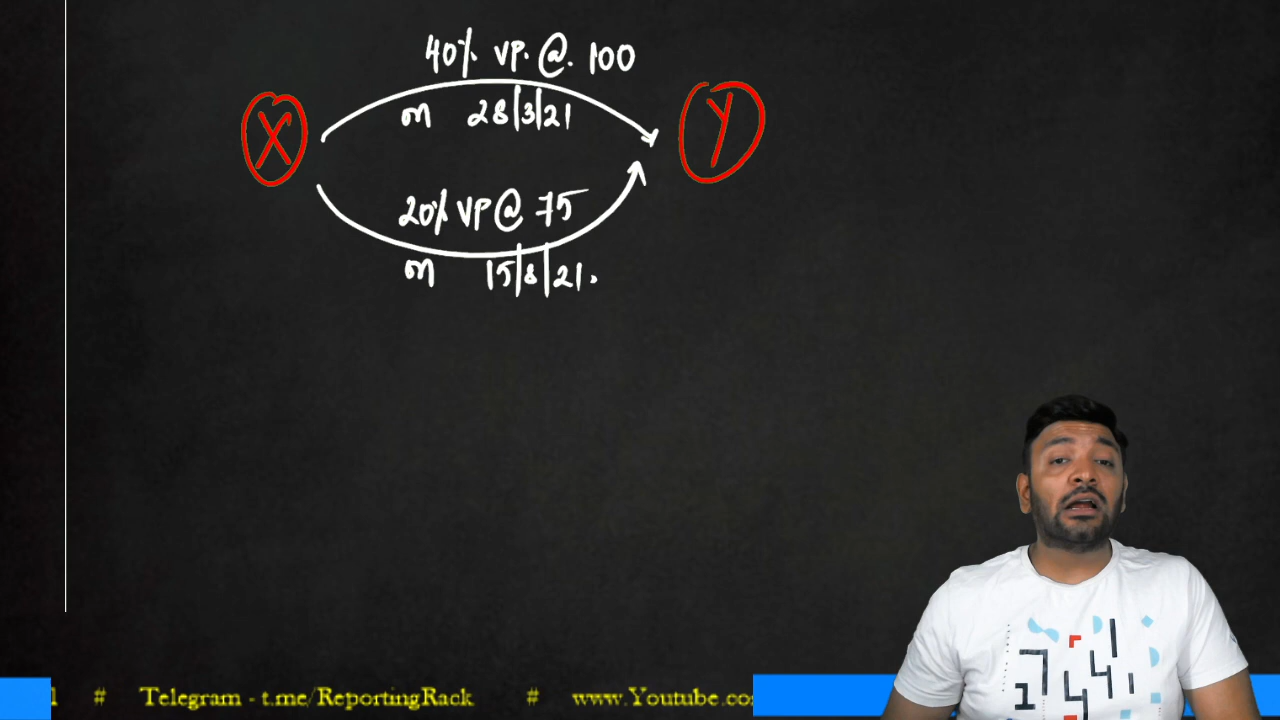 40% VP. @. 100
on 28|3|21
X
Y
20% VP @ 75
on 15|8|21.
# Telegram - t.me/ReportingRack # www.Youtube.co